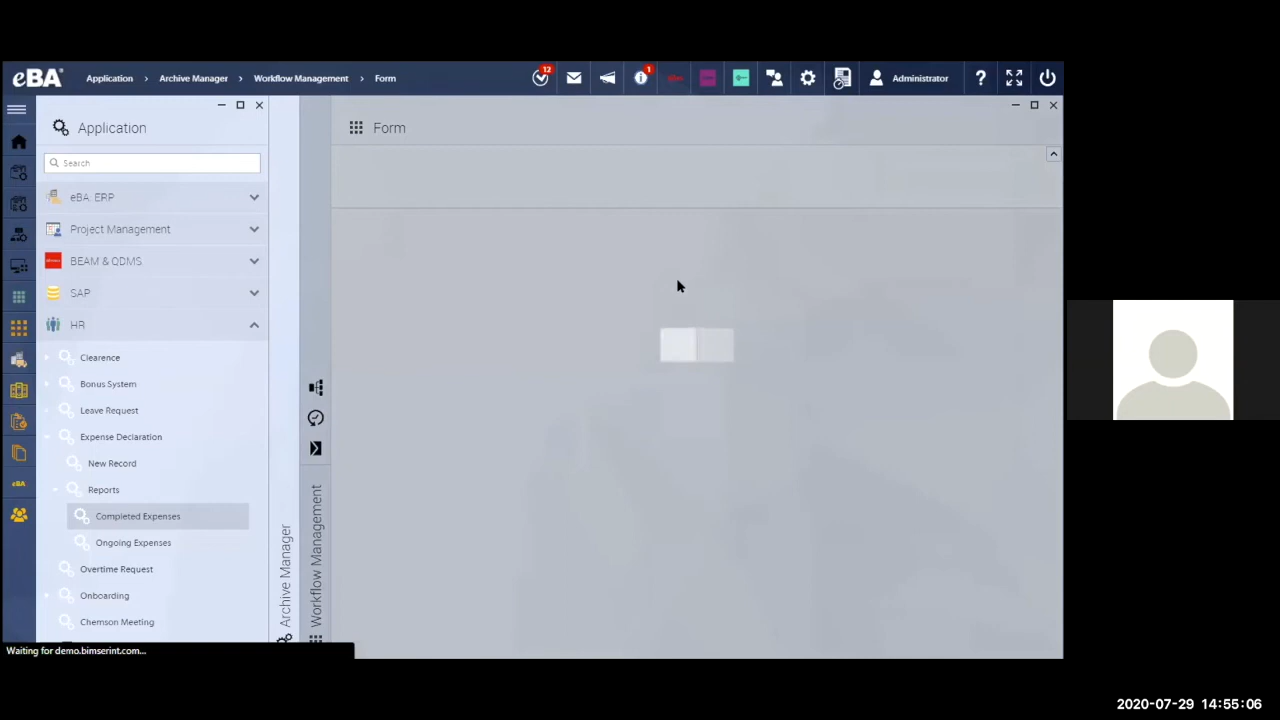 eBA Application > Archive Manager > Workflow Management > Form 12 1 Administrator ?
Application
Search
eBA ERP
Project Management
BEAM & QDMS
SAP
HR
Clearence
Bonus System
Leave Request
Expense Declaration
New Record
Reports
Completed Expenses
Ongoing Expenses
Overtime Request
Onboarding
Chemson Meeting
eBA
Archive Manager
Workflow Management
Form
Waiting for demo.bimserint.com...
2020-07-29 14:55:06